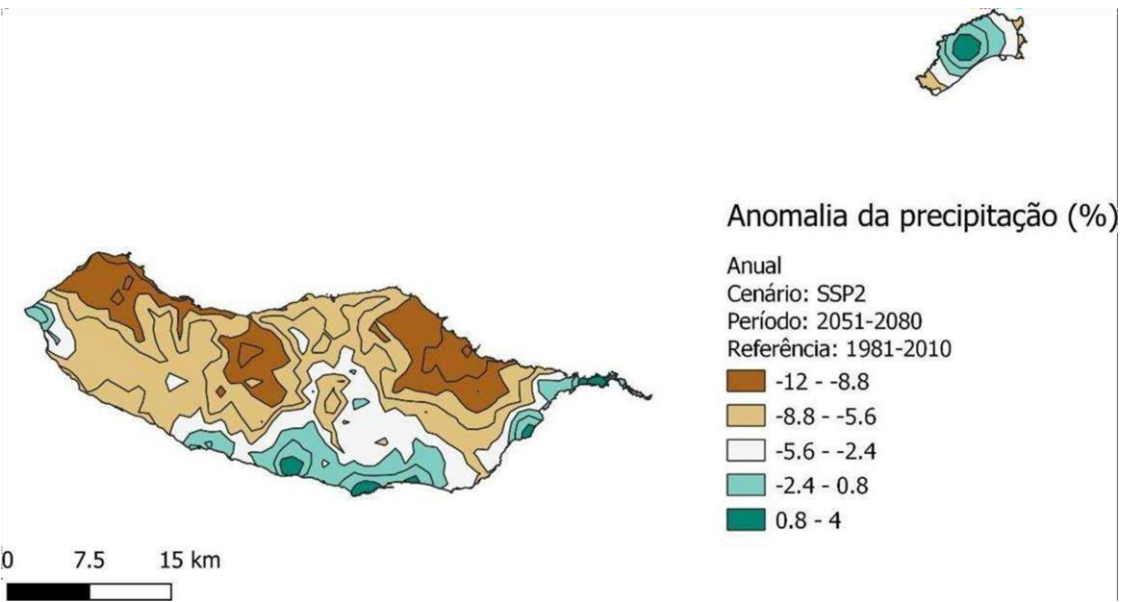 Anomalia da precipitação (%)
Anual
Cenário: SSP2
Período: 2051-2080
Referência: 1981-2010
-12 - -8.8
-8.8 - -5.6
-5.6 - -2.4
-2.4 - 0.8
0.8 - 4
0 7.5 15 km